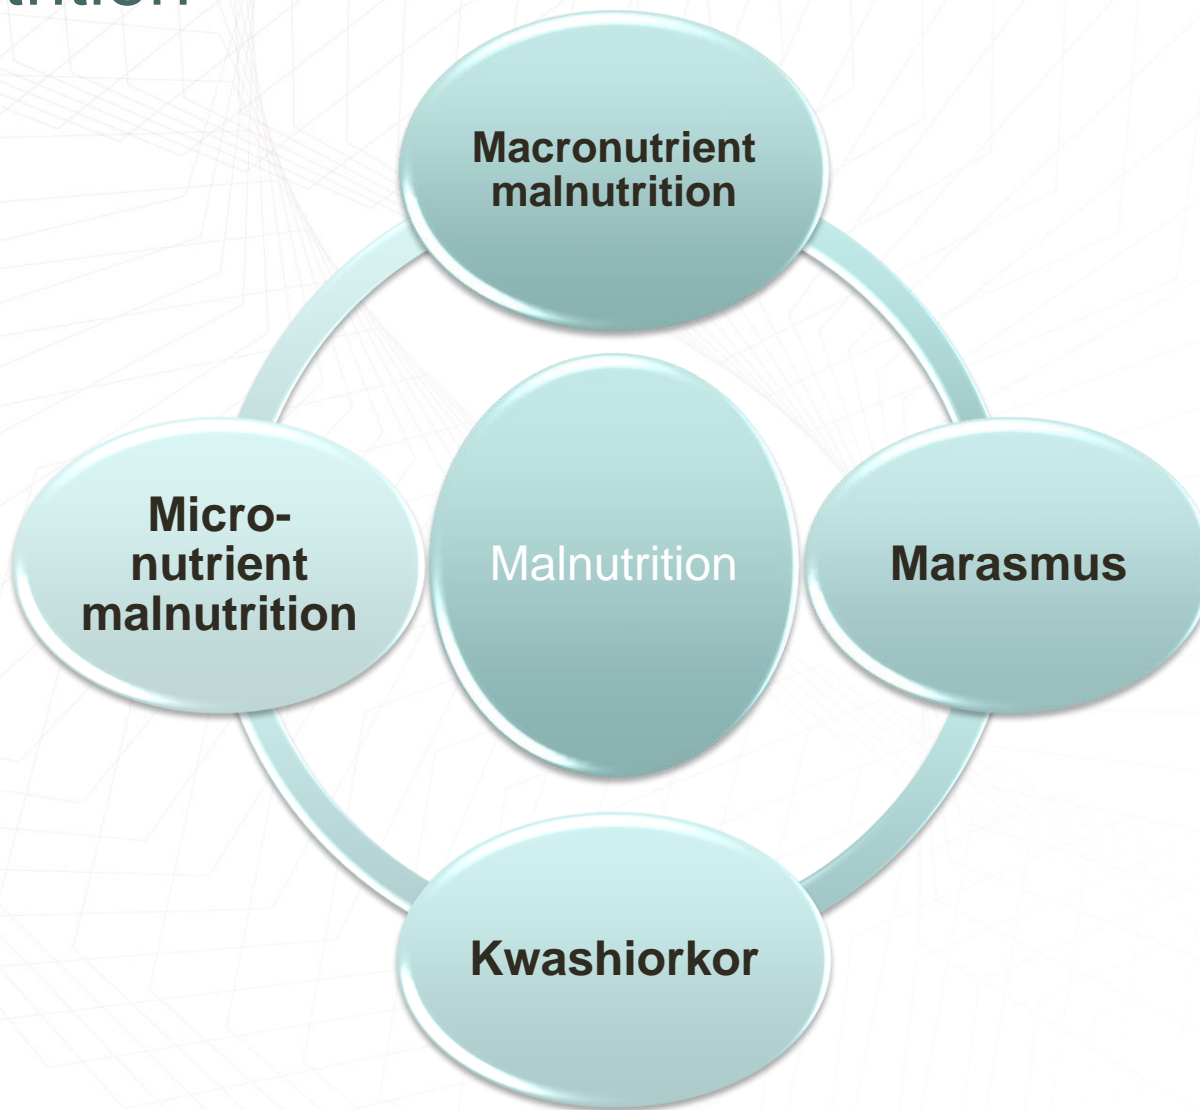 Macronutrient
malnutrition
Micro-
nutrient
malnutrition
Malnutrition
Marasmus
Kwashiorkor